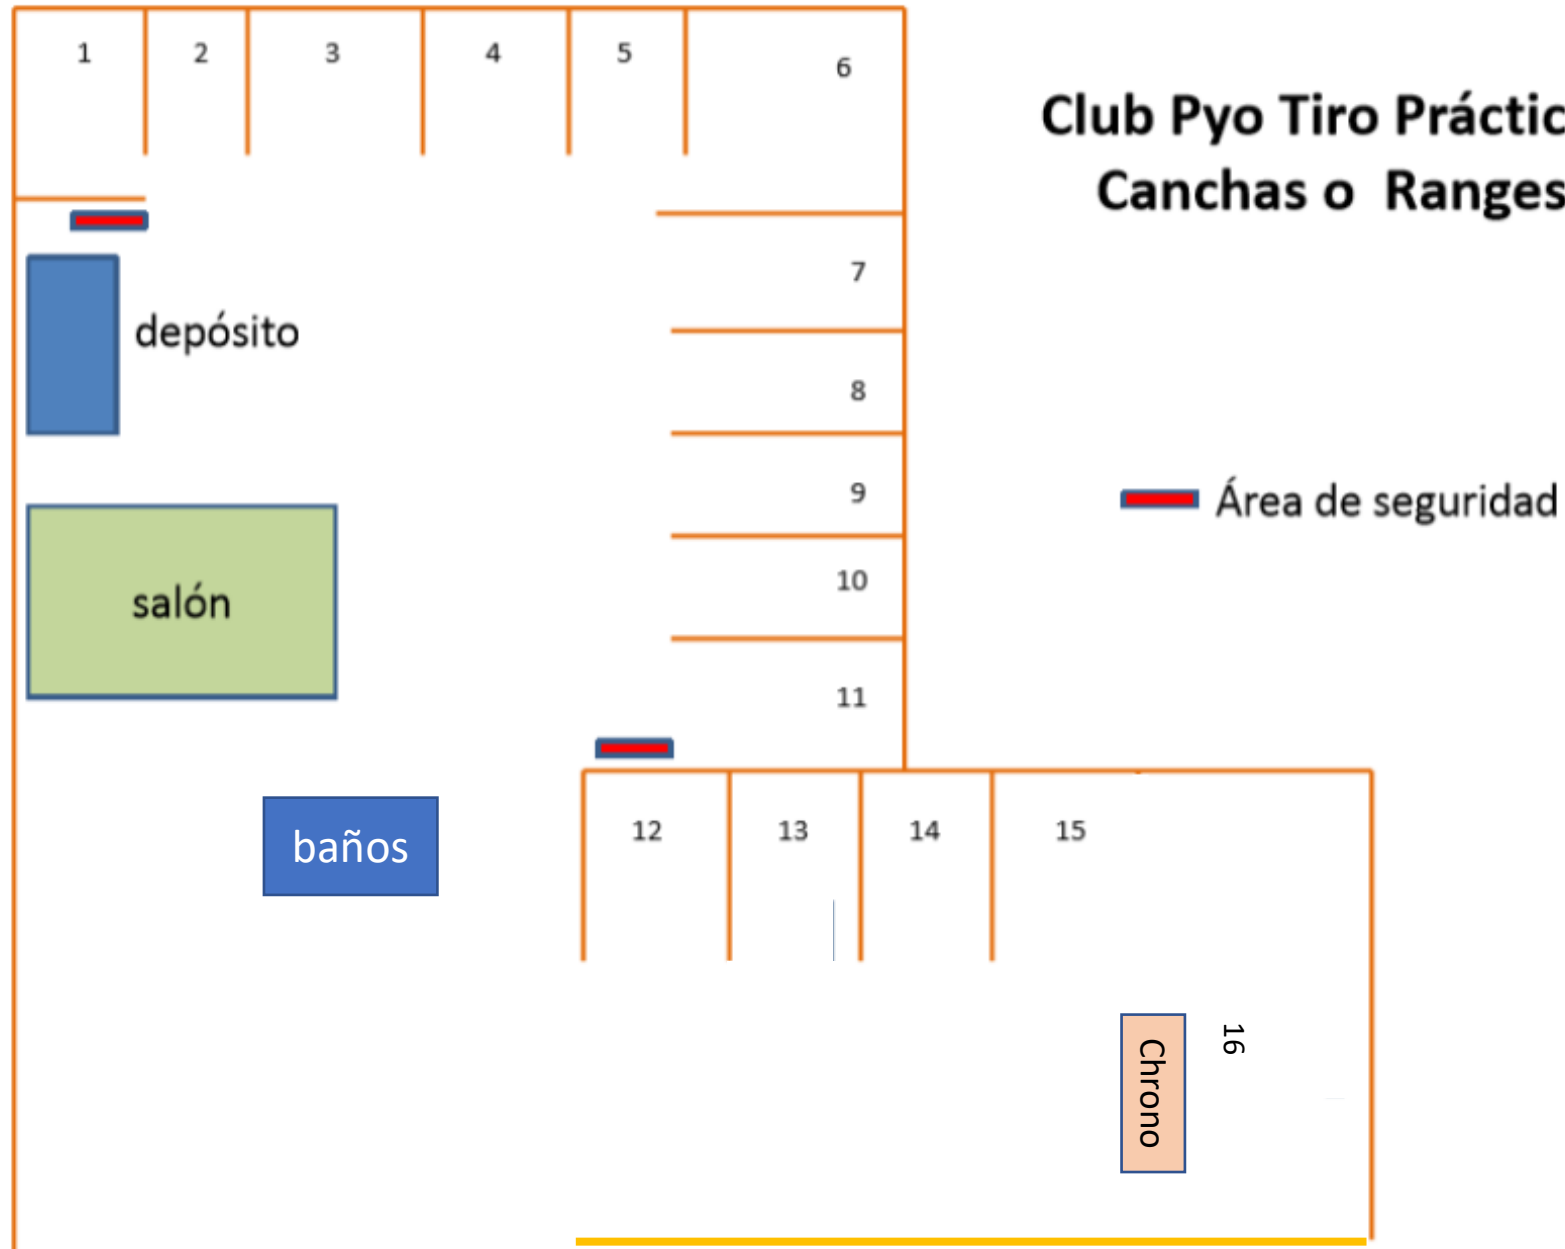 1
2
3
4
5
6
Club Pyo Tiro Práctic
Canchas o Ranges
7
depósito
8
9
Área de seguridad
10
salón
11
12
13
14
15
baños
16
Chrono